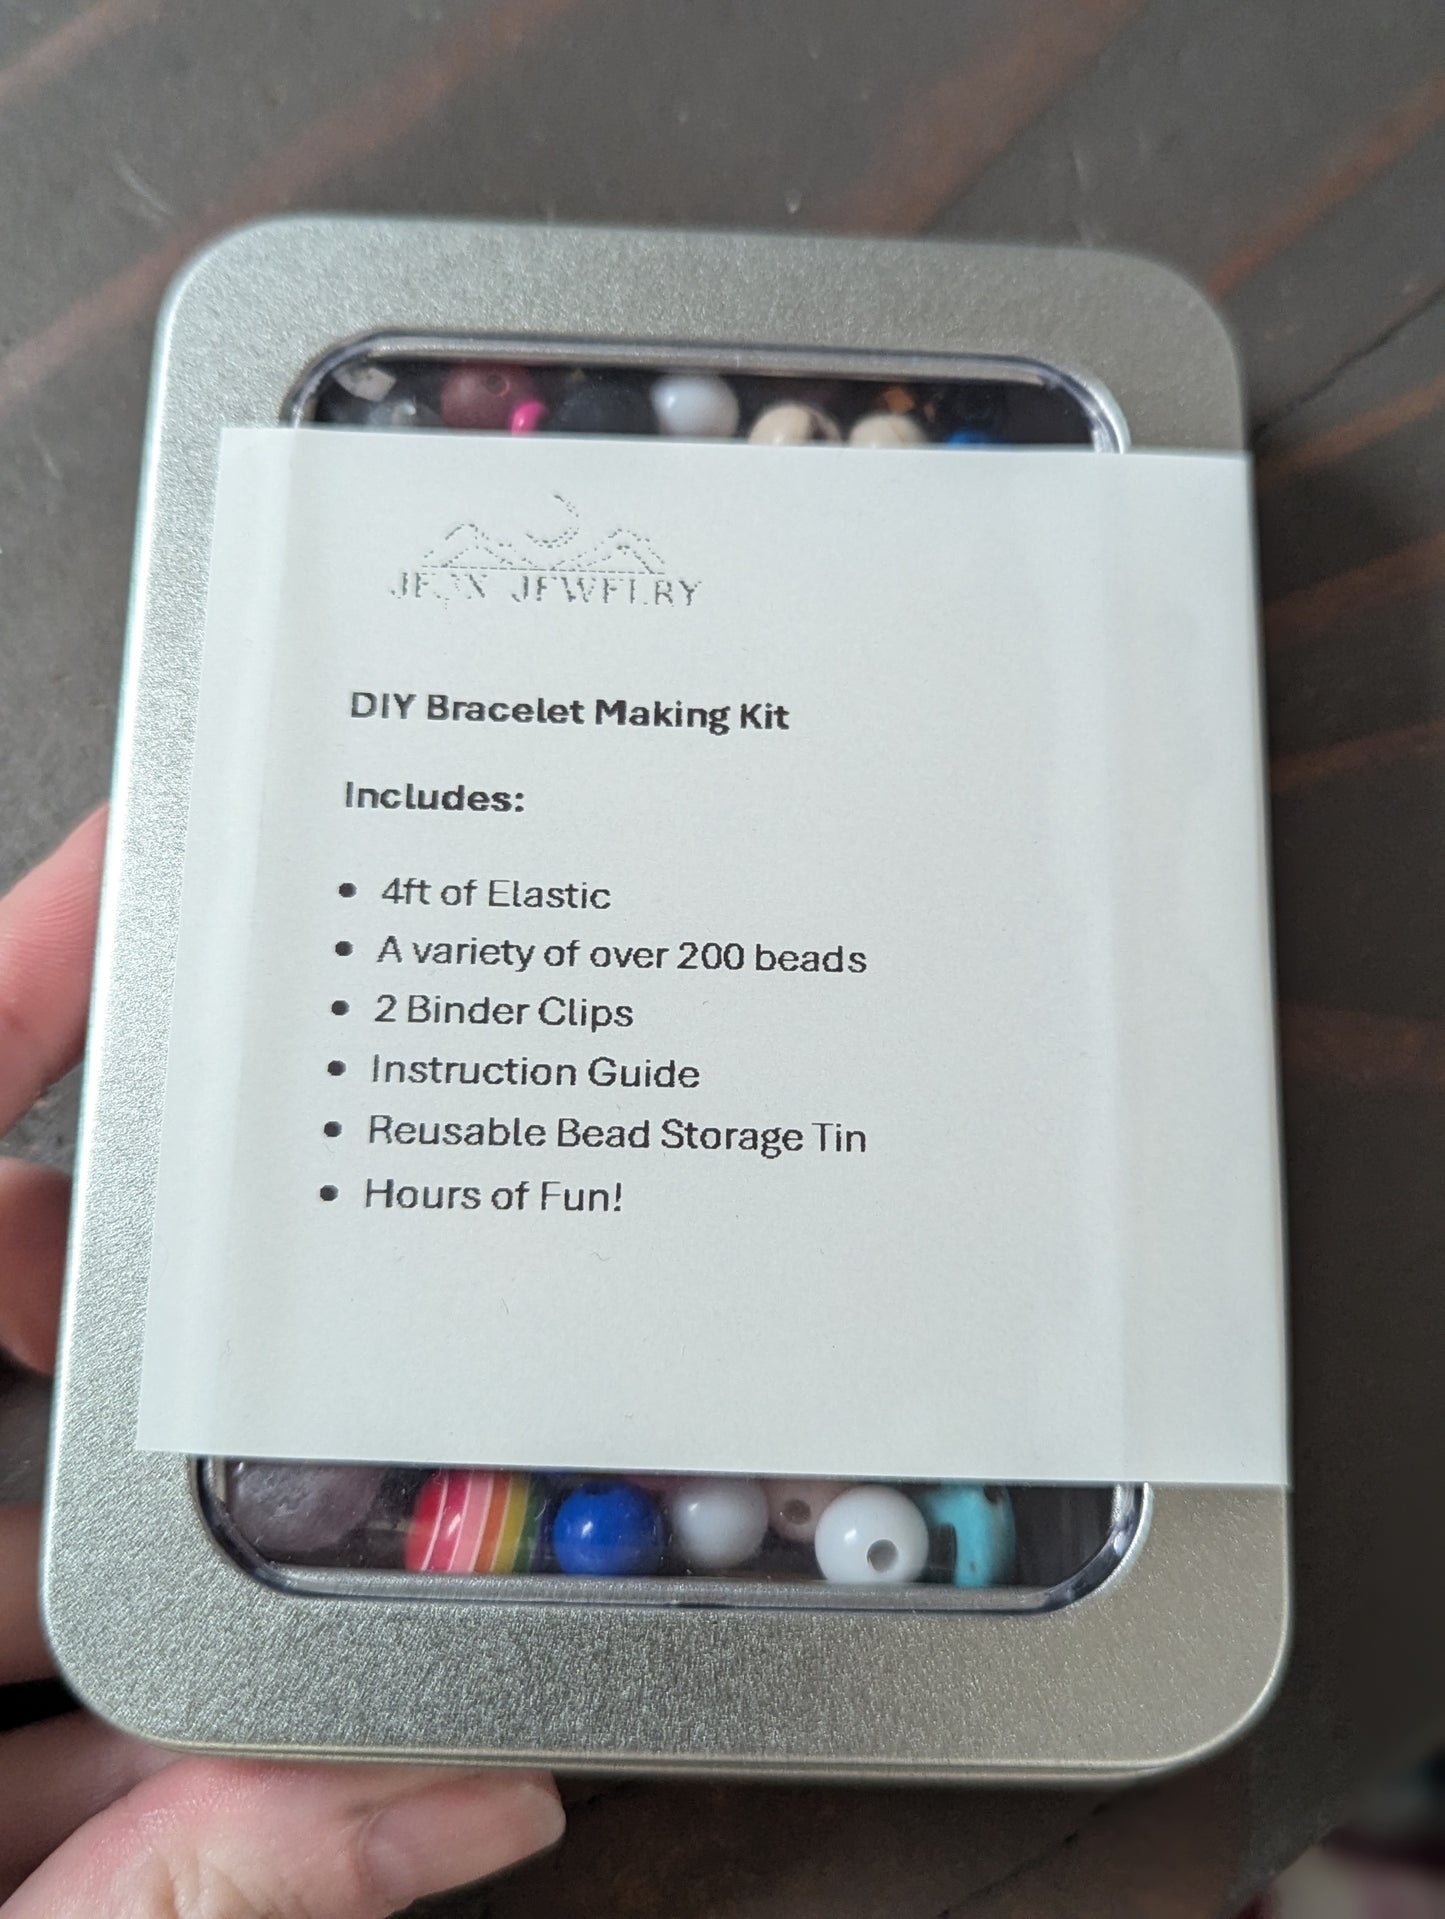 JEWELRY
DIY Bracelet Making Kit
Includes:
• 4ft of Elastic
• A variety of over 200 beads
• 2 Binder Clips
• Instruction Guide
• Reusable Bead Storage Tin
• Hours of Fun!